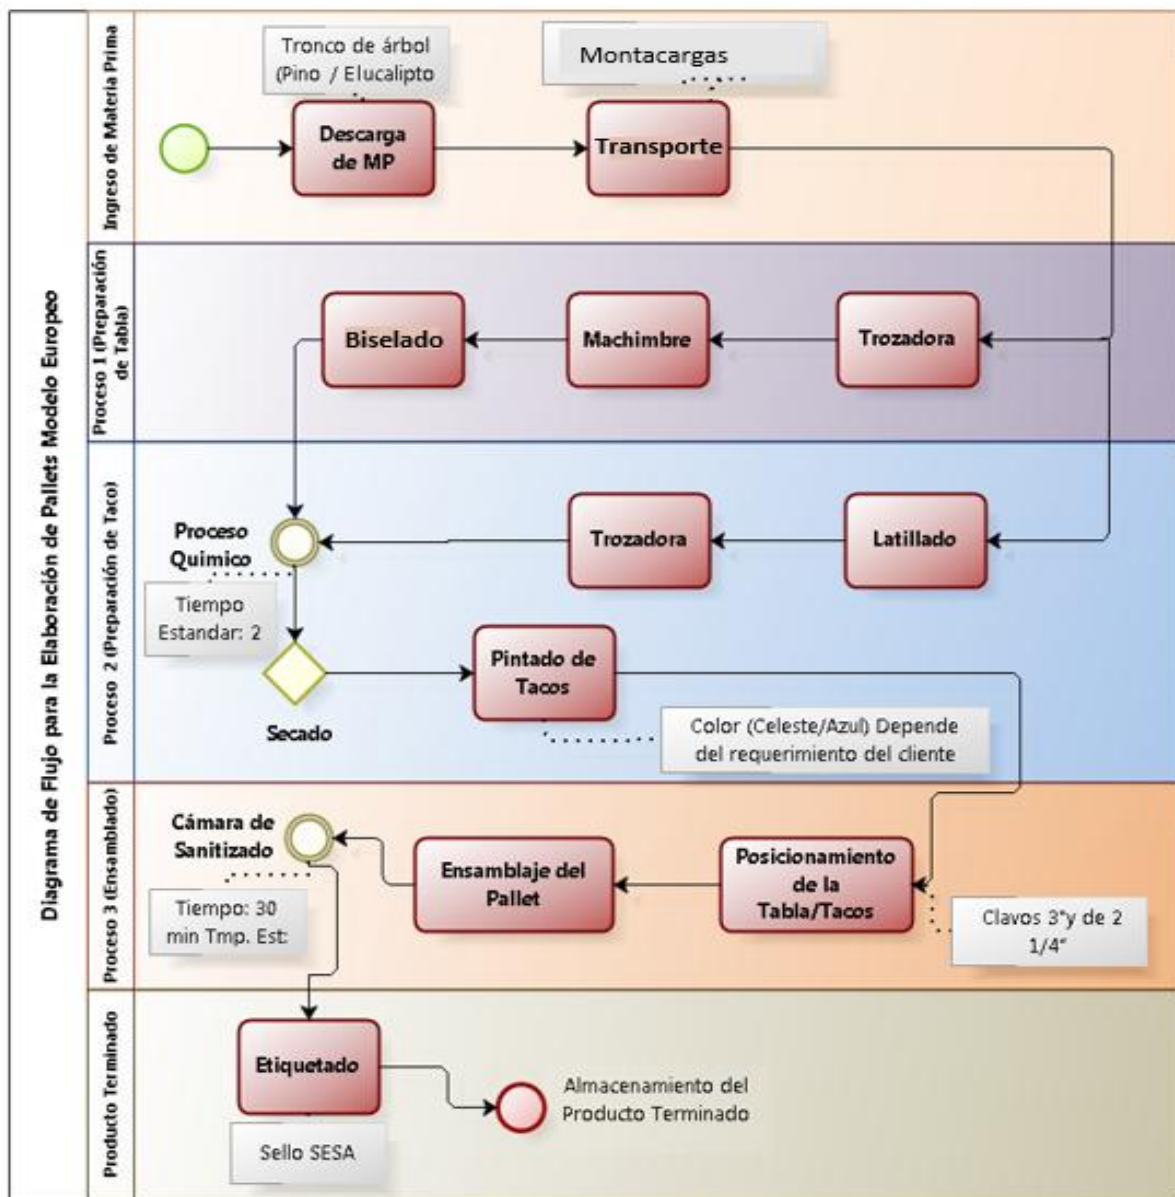 Diagrama de Flujo para la Elaboración de Pallets Modelo Europeo
Ingreso de Materia Prima
Tronco de árbol
(Pino / Elucalipto
Montacargas
Descarga
de MP
Transporte
Proceso 1 (Preparación
de Tabla)
Biselado
Machimbre
Trozadora
Proceso 2 (Preparación de Taco)
Proceso
Quimico
Trozadora
Latillado
Tiempo
Estandar: 2
Pintado de
Tacos
Secado
Color (Celeste/Azul) Depende
del requerimiento del cliente
Proceso 3 (Ensamblado)
Cámara de
Sanitizado
Ensamblaje del
Pallet
Posicionamiento
de la
Tabla/Tacos
Tiempo: 30
min Tmp. Est:
Clavos 3"y de 2
1/4"
Producto Terminado
Etiquetado
Almacenamiento del
Producto Terminado
Sello SESA